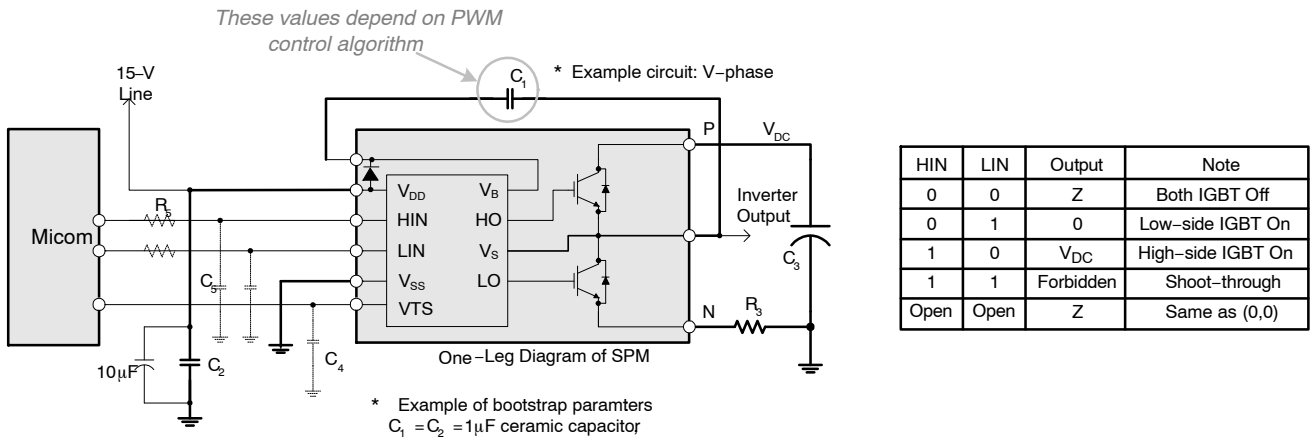 These values depend on PWM
control algorithm
15−V
Line
C1
* Example circuit: V−phase
P
VDC
VDD
VB
R5
HIN
HO
Inverter
Output
Micom
LIN
VS
C3
C5
VSS
LO
VTS
N
R3
10μF
C2
C4
One−Leg Diagram of SPM
* Example of bootstrap paramters
C1 = C2 = 1μF ceramic capacitor,
HIN LIN Output Note
0 0 Z Both IGBT Off
0 1 0 Low−side IGBT On
1 0 VDC High−side IGBT On
1 1 Forbidden Shoot−through
Open Open Z Same as (0,0)